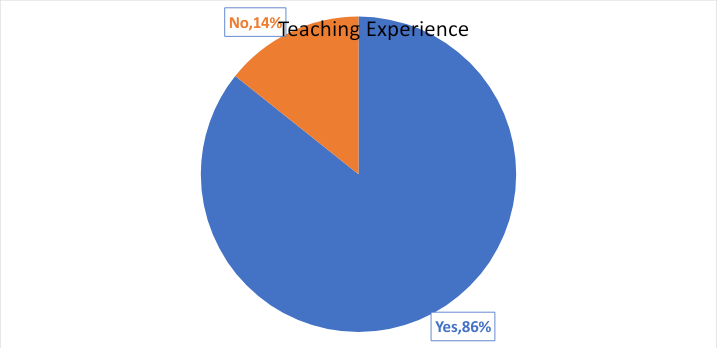 No,14%
Teaching Experience
Yes,86%